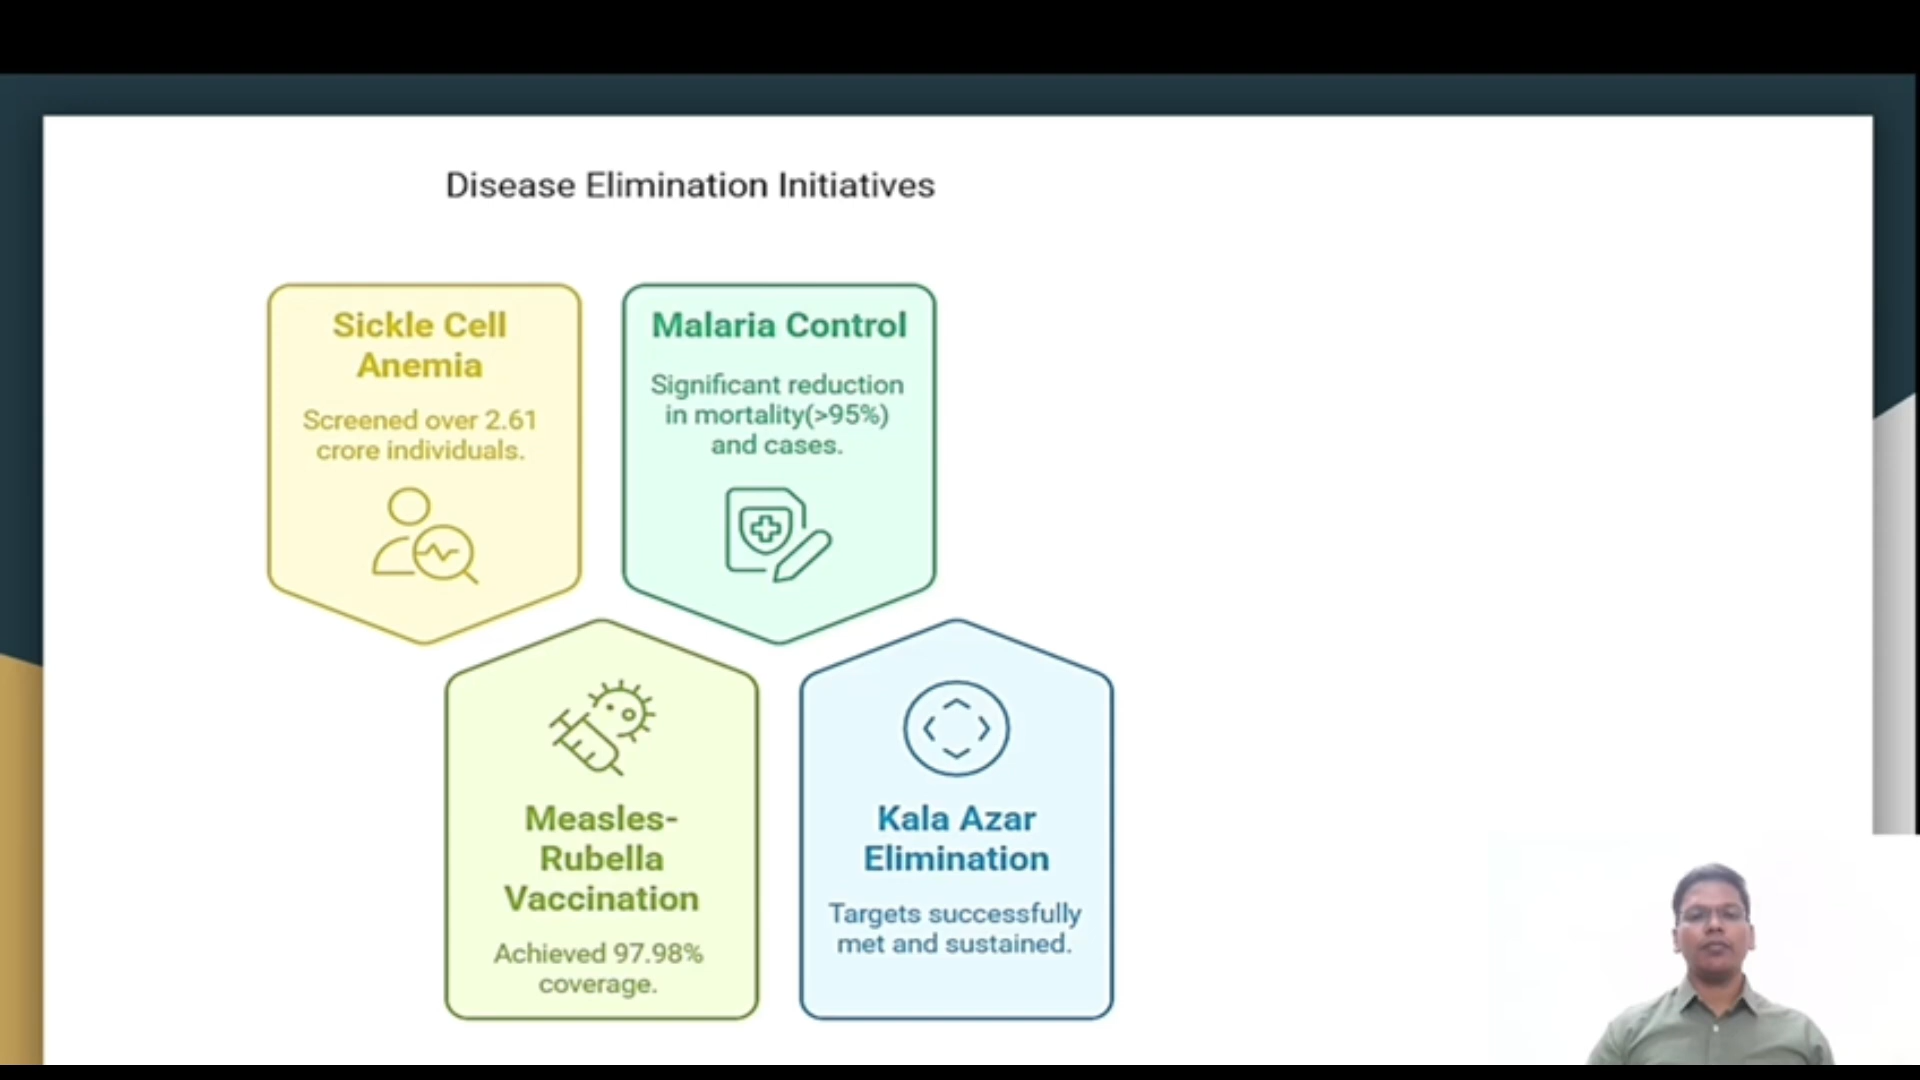 Disease Elimination Initiatives
Sickle Cell
Anemia
Screened over 2.61
crore individuals.
Malaria Control
Significant reduction
in mortality(>95%)
and cases.
Measles-
Rubella
Vaccination
Achieved 97.98%
coverage.
Kala Azar
Elimination
Targets successfully
met and sustained.